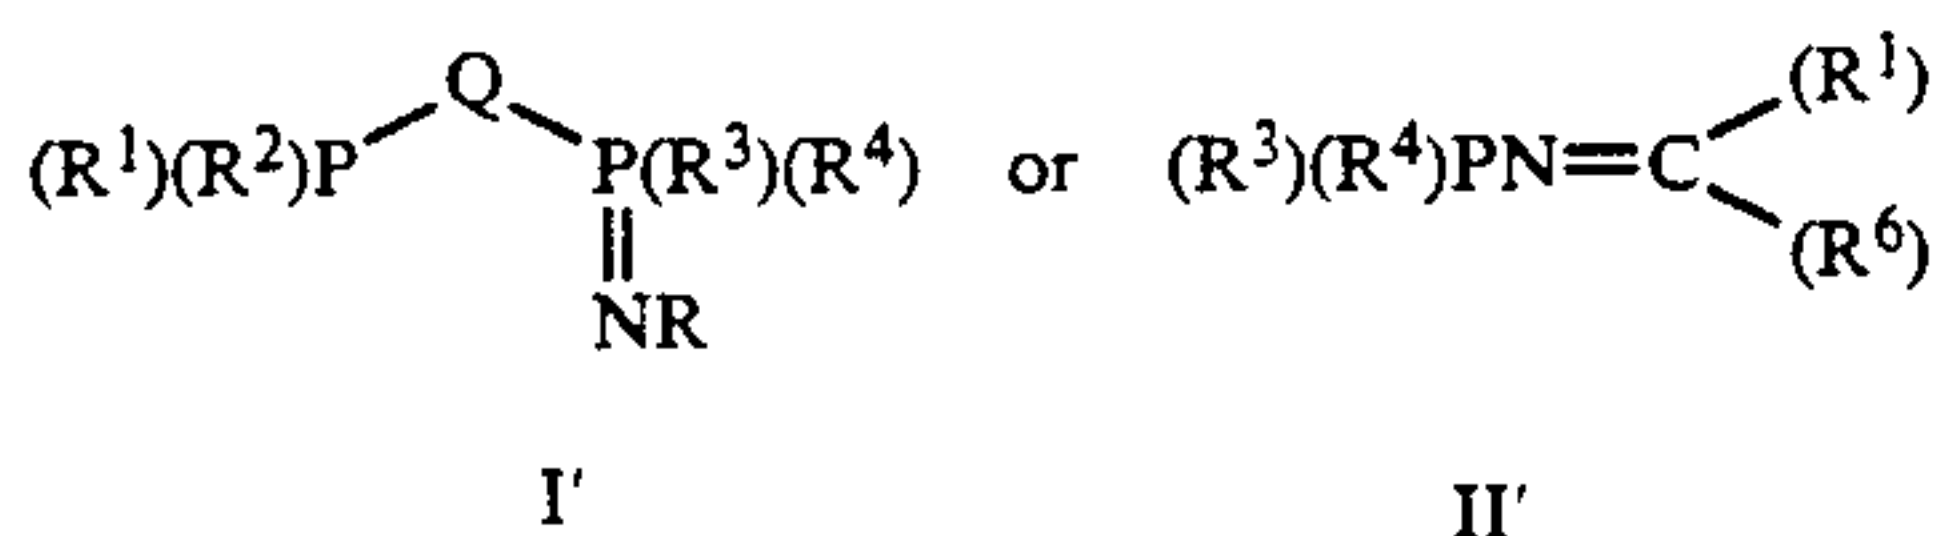 Q
(R¹)(R²)P P(R³)(R⁴) or (R³)(R⁴)PN=C (R¹)
(R⁶)
NR
I′ II′